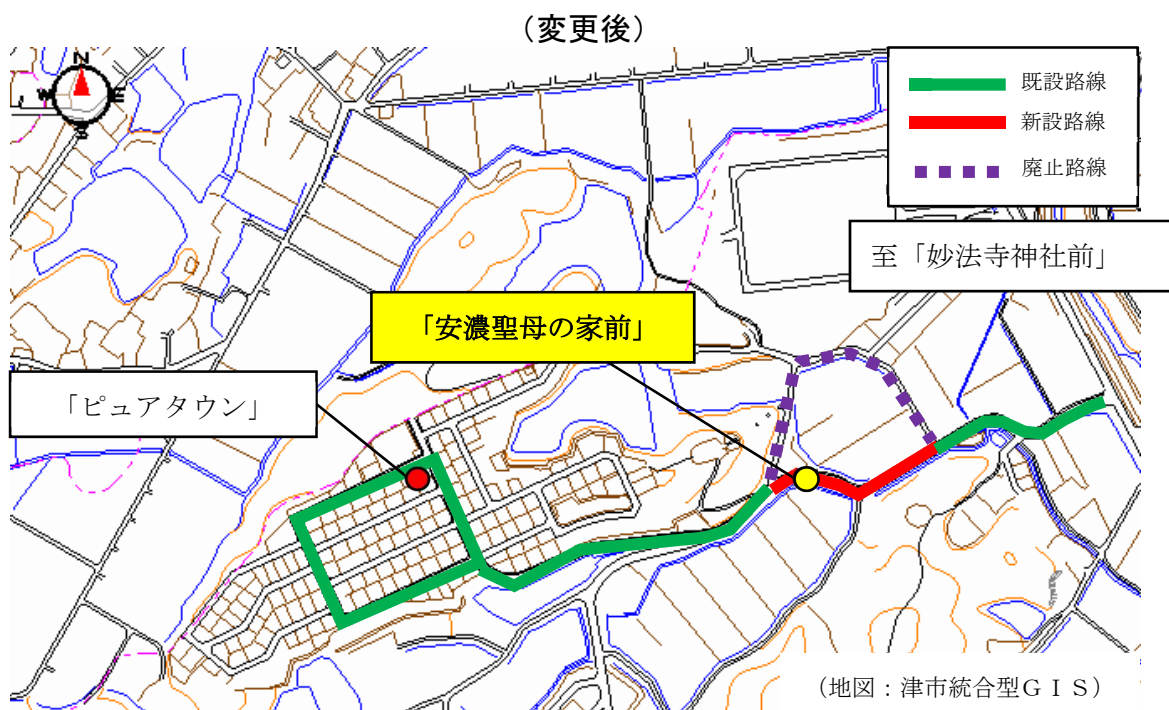 （変更後）
N
W
E
S
既設路線
新設路線
廃止路線
至「妙法寺神社前」
「安濃聖母の家前」
「ピュアタウン」
（地図：津市統合型ＧＩＳ）